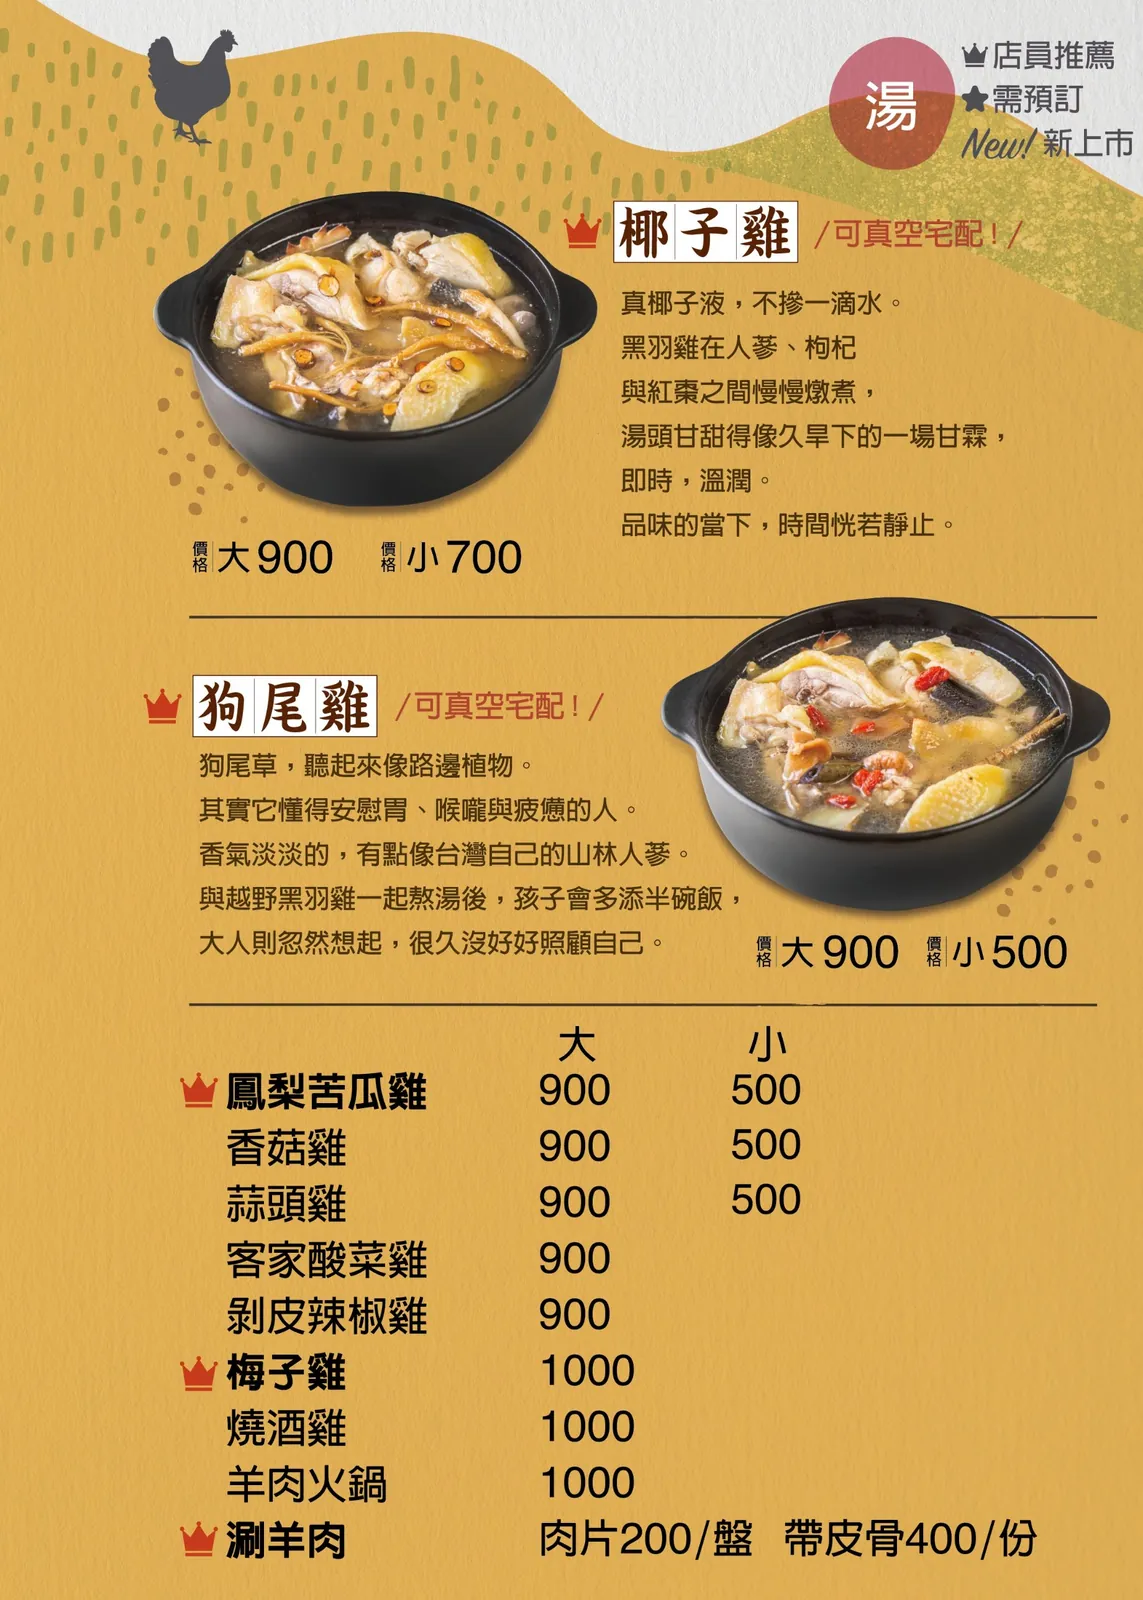 湯
店員推薦
需預訂
New! 新上市
椰子雞 /可真空宅配!/
真椰子液，不摻一滴水。
黑羽雞在人蔘、枸杞
與紅棗之間慢慢燉煮，
湯頭甘甜得像久旱下的一場甘霖，
即時，溫潤。
品味的當下，時間恍若靜止。
價格 大900 價格 小700
狗尾雞 /可真空宅配!/
狗尾草，聽起來像路邊植物。
其實它懂得安慰胃、喉嚨與疲憊的人。
香氣淡淡的，有點像台灣自己的山林人蔘。
與越野黑羽雞一起熬湯後，孩子會多添半碗飯，
大人則忽然想起，很久沒好好照顧自己。
價格 大900 價格 小500
大 小
鳳梨苦瓜雞 900 500
香菇雞 900 500
蒜頭雞 900 500
客家酸菜雞 900
剝皮辣椒雞 900
梅子雞 1000
燒酒雞 1000
羊肉火鍋 1000
涮羊肉 肉片200/盤 帶皮骨400/份